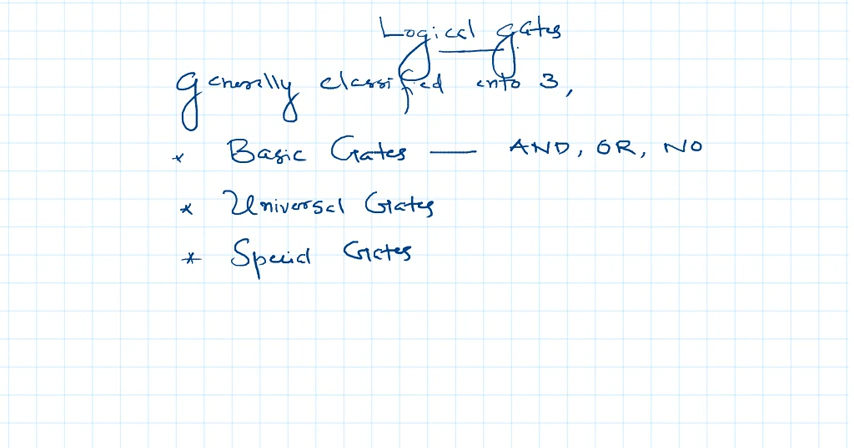 Logical gates
Generally classified into 3,
* Basic Gates — AND, OR, NO
* Universal Gates
* Special Gates